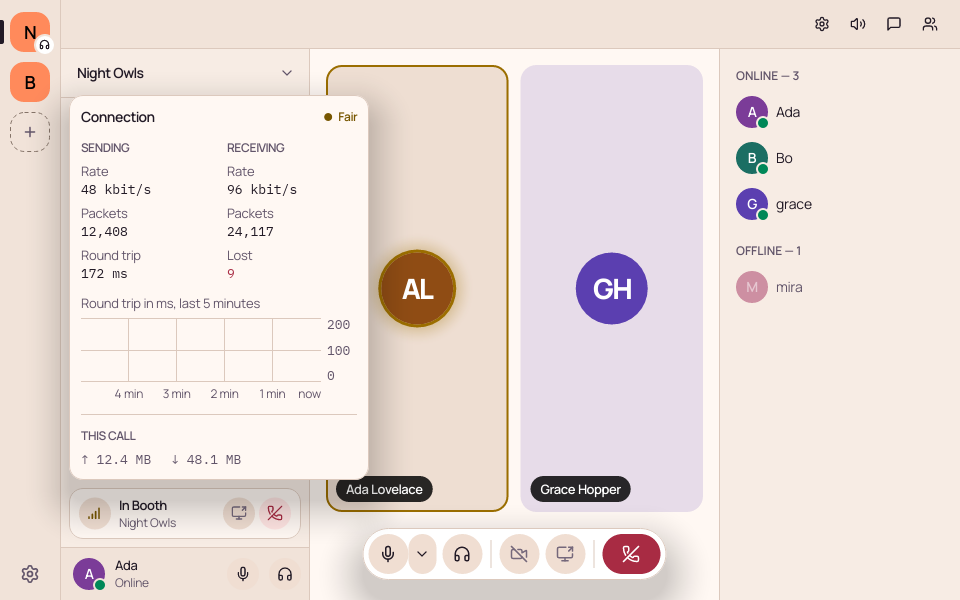 N
B
Night Owls
Connection
Fair
SENDING
RECEIVING
Rate
48 kbit/s
Rate
96 kbit/s
Packets
12,408
Packets
24,117
Round trip
172 ms
Lost
9
Round trip in ms, last 5 minutes
200
100
0
4 min
3 min
2 min
1 min
now
THIS CALL
↑ 12.4 MB
↓ 48.1 MB
In Booth
Night Owls
A
Ada
Online
AL
Ada Lovelace
GH
Grace Hopper
ONLINE — 3
A
Ada
B
Bo
G
grace
OFFLINE — 1
M
mira